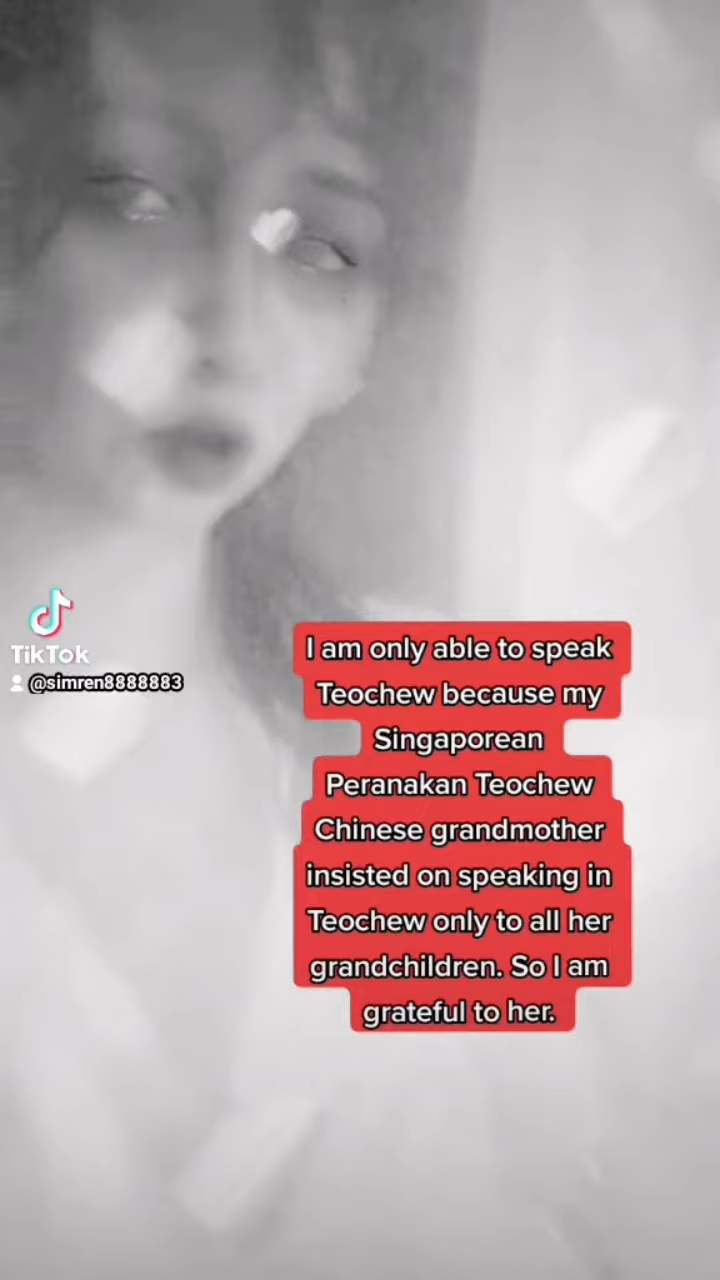 TikTok
@simren8888883
I am only able to speak
Teochew because my
Singaporean
Peranakan Teochew
Chinese grandmother
insisted on speaking in
Teochew only to all her
grandchildren. So I am
grateful to her.